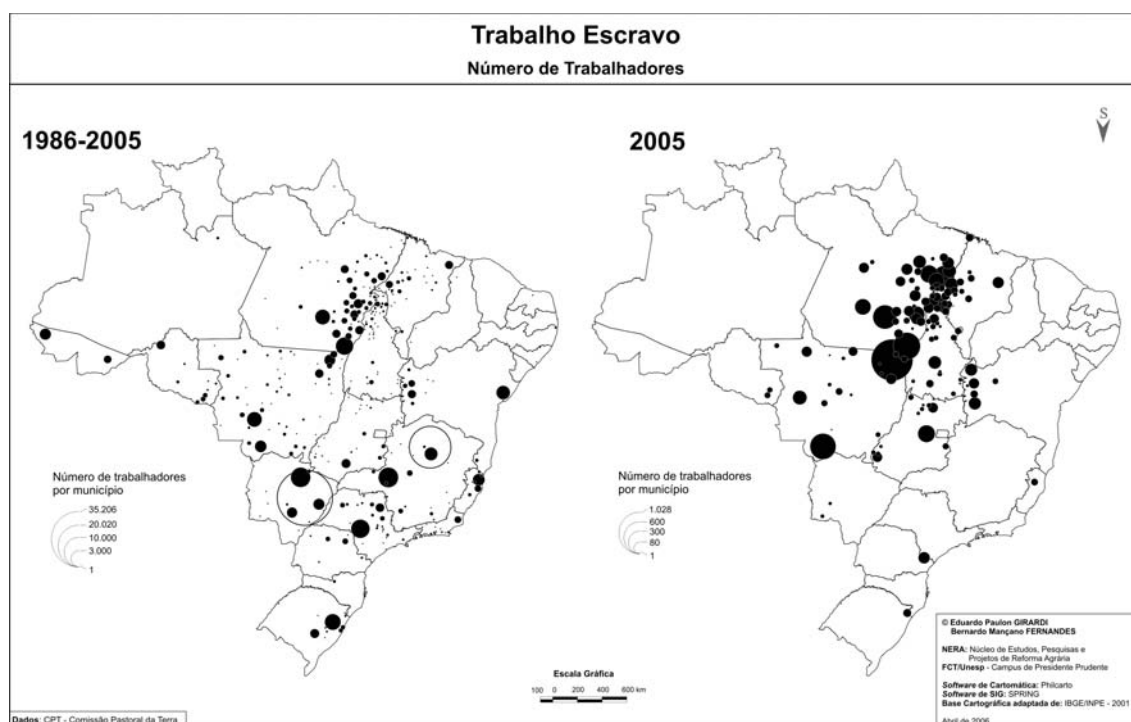 Trabalho Escravo
Número de Trabalhadores
1986-2005
2005
S
Número de trabalhadores
por município
35.206
20.020
10.000
3.000
1
Número de trabalhadores
por município
1.028
600
300
80
1
Escala Gráfica
100 0 200 400 600 km
© Eduardo Paulon GIRARDI
Bernardo Mançano FERNANDES
NERA: Núcleo de Estudos, Pesquisas e
Projetos de Reforma Agrária
FCT/Unesp - Campus de Presidente Prudente
Software de Cartomática: Philcarto
Software de SIG: SPRING
Base Cartográfica adaptada de: IBGE/INPE - 2001
Abril de 2006
Dados: CPT - Comissão Pastoral da Terra